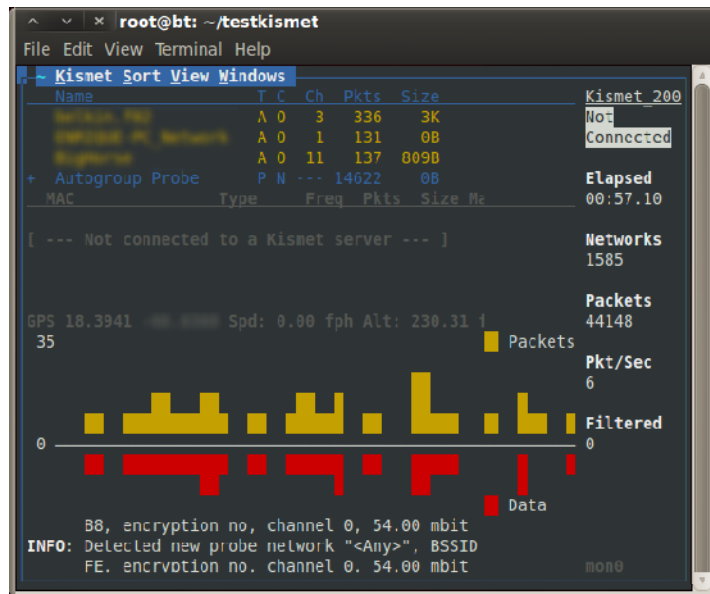 root@bt: ~/testkismet
File Edit View Terminal Help
~ Kismet Sort View Windows
Name T C Ch Pkts Size
Kismet_200
A O 3 336 3K
Not
A O 1 131 0B
Connected
A O 11 137 809B
+ Autogroup Probe P N --- 14622 0B
Elapsed
MAC Type Freq Pkts Size Ma
00:57.10
[ --- Not connected to a Kismet server --- ]
Networks
1585
Packets
GPS 18.3941 Spd: 0.00 fph Alt: 230.31 f
44148
35
Packets
Pkt/Sec
6
Filtered
0
0
Data
B8, encryption no, channel 0, 54.00 mbit
INFO: Detected new probe network "<Any>", BSSID
FE, encryption no, channel 0, 54.00 mbit
mon0